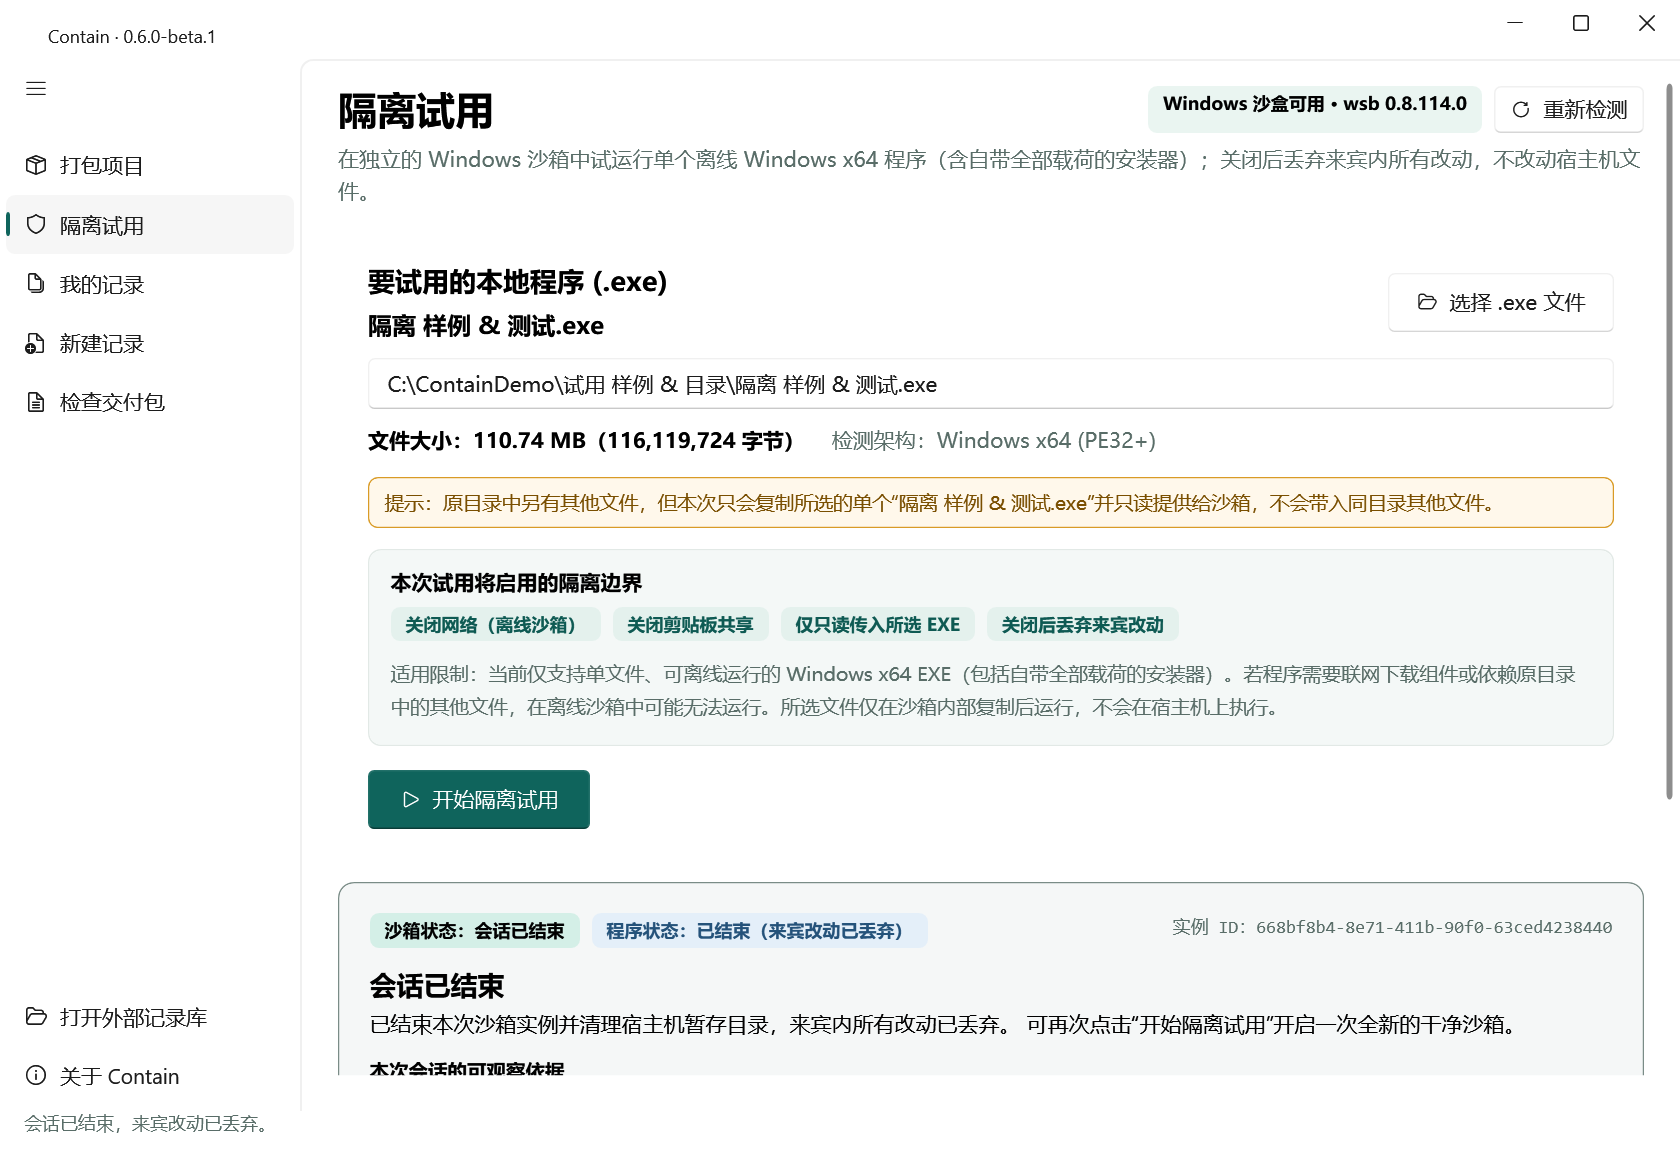 Contain · 0.6.0-beta.1
打包项目
隔离试用
我的记录
新建记录
检查交付包
打开外部记录库
关于 Contain
会话已结束，来宾改动已丢弃。
隔离试用
Windows 沙盒可用 • wsb 0.8.114.0
重新检测
在独立的 Windows 沙箱中试运行单个离线 Windows x64 程序（含自带全部载荷的安装器）；关闭后丢弃来宾内所有改动，不改动宿主机文
件。
要试用的本地程序 (.exe)
隔离 样例 & 测试.exe
选择 .exe 文件
C:\ContainDemo\试用 样例 & 目录\隔离 样例 & 测试.exe
文件大小：110.74 MB（116,119,724 字节）
检测架构：Windows x64 (PE32+)
提示：原目录中另有其他文件，但本次只会复制所选的单个“隔离 样例 & 测试.exe”并只读提供给沙箱，不会带入同目录其他文件。
本次试用将启用的隔离边界
关闭网络（离线沙箱）
关闭剪贴板共享
仅只读传入所选 EXE
关闭后丢弃来宾改动
适用限制：当前仅支持单文件、可离线运行的 Windows x64 EXE（包括自带全部载荷的安装器）。若程序需要联网下载组件或依赖原目录
中的其他文件，在离线沙箱中可能无法运行。所选文件仅在沙箱内部复制后运行，不会在宿主机上执行。
开始隔离试用
沙箱状态：会话已结束
程序状态：已结束（来宾改动已丢弃）
实例 ID：668bf8b4-8e71-411b-90f0-63ced4238440
会话已结束
已结束本次沙箱实例并清理宿主机暂存目录，来宾内所有改动已丢弃。 可再次点击“开始隔离试用”开启一次全新的干净沙箱。
本次会话的可观察依据